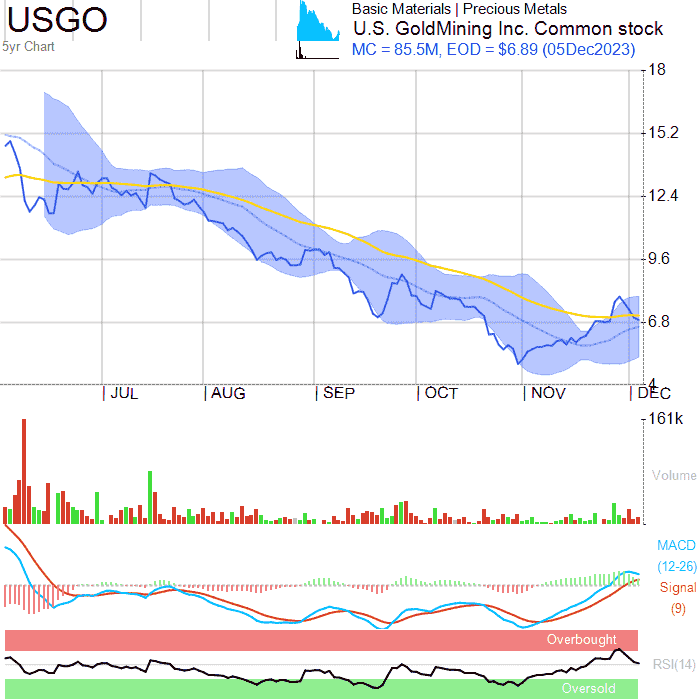 USGO
5yr Chart
Basic Materials | Precious Metals
U.S. GoldMining Inc. Common stock
MC = 85.5M, EOD = $6.89 (05Dec2023)
18
15.2
12.4
9.6
6.8
4
JUL AUG SEP OCT NOV DEC
161k
Volume
MACD
(12-26)
Signal
(9)
Overbought
RSI(14)
Oversold